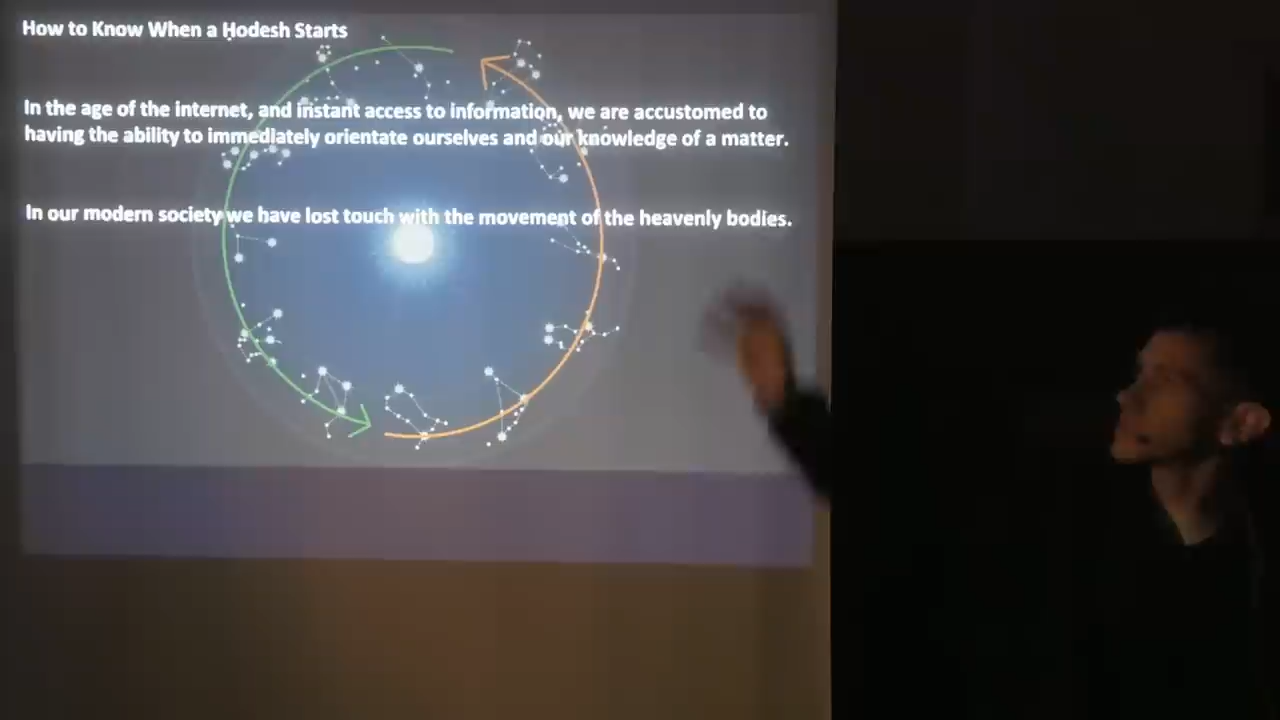 How to Know When a Ḥodesh Starts
In the age of the internet, and instant access to information, we are accustomed to
having the ability to immediately orientate ourselves and our knowledge of a matter.
In our modern society we have lost touch with the movement of the heavenly bodies.